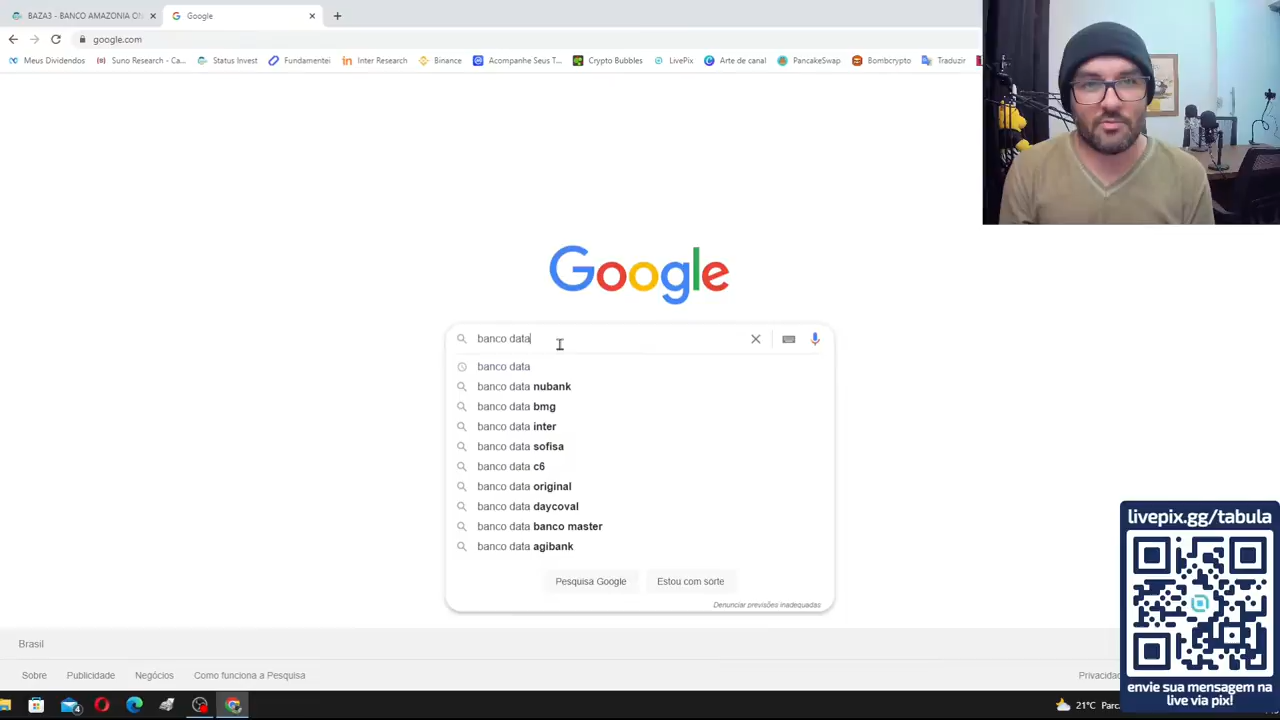 BAZA3 - BANCO AMAZONIA ON
Google
google.com
Meus Dividendos
Suno Research - Ca...
Status Invest
Fundamentei
Inter Research
Binance
Acompanhe Seus T...
Crypto Bubbles
LivePix
Arte de canal
PancakeSwap
Bombcrypto
Traduzir
Google
banco data
banco data
banco data nubank
banco data bmg
banco data inter
banco data sofisa
banco data c6
banco data original
banco data daycoval
banco data banco master
banco data agibank
Pesquisa Google
Estou com sorte
Denunciar previsões inadequadas
livepix.gg/tabula
envie sua mensagem na
live via pix!
Brasil
Sobre
Publicidade
Negócios
Como funciona a Pesquisa
21°C